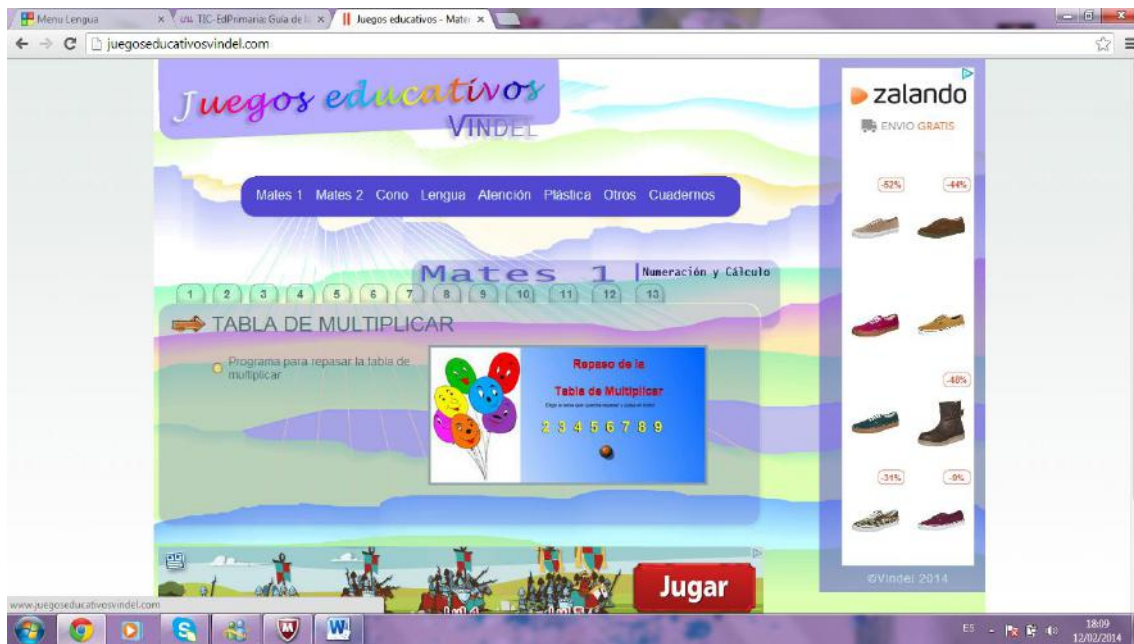 Menu Lengua
TIC-EdPrimaria: Guía de l
Juegos educativos - Mate
juegoseducativosvindel.com
Juegos educativos
VINDEL
zalando
ENVIO GRATIS
Mates 1 Mates 2 Cono Lengua Atención Plástica Otros Cuadernos
-52% -44%
Mates 1 Numeración y Cálculo
1 2 3 4 5 6 7 8 9 10 11 12 13
TABLA DE MULTIPLICAR
Programa para repasar la tabla de
multiplicar
Repaso de la
Tabla de Multiplicar
2 3 4 5 6 7 8 9
-48%
-31% -9%
Jugar
©Vindel 2014
www.juegoseducativosvindel.com
ES
18:09
12/02/2014